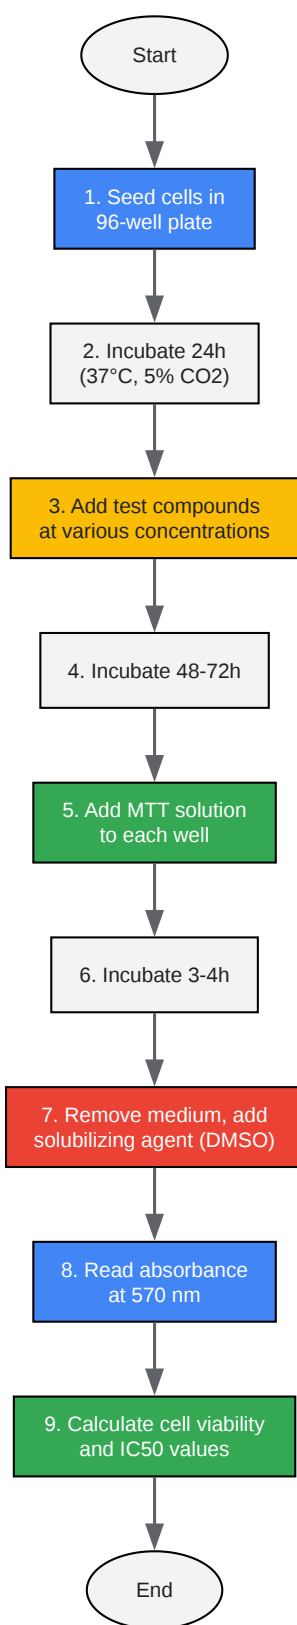 Start
1. Seed cells in
96-well plate
2. Incubate 24h
(37°C, 5% CO2)
3. Add test compounds
at various concentrations
4. Incubate 48-72h
5. Add MTT solution
to each well
6. Incubate 3-4h
7. Remove medium, add
solubilizing agent (DMSO)
8. Read absorbance
at 570 nm
9. Calculate cell viability
and IC50 values
End